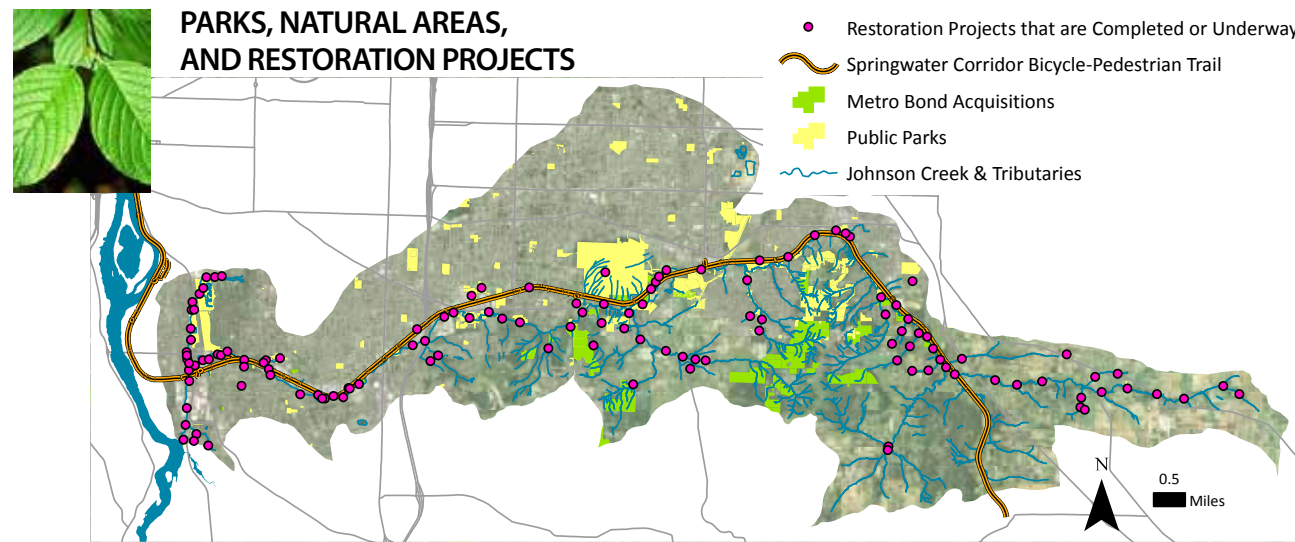 PARKS, NATURAL AREAS,
AND RESTORATION PROJECTS
Restoration Projects that are Completed or Underway
Springwater Corridor Bicycle-Pedestrian Trail
Metro Bond Acquisitions
Public Parks
Johnson Creek & Tributaries
N
0.5
Miles